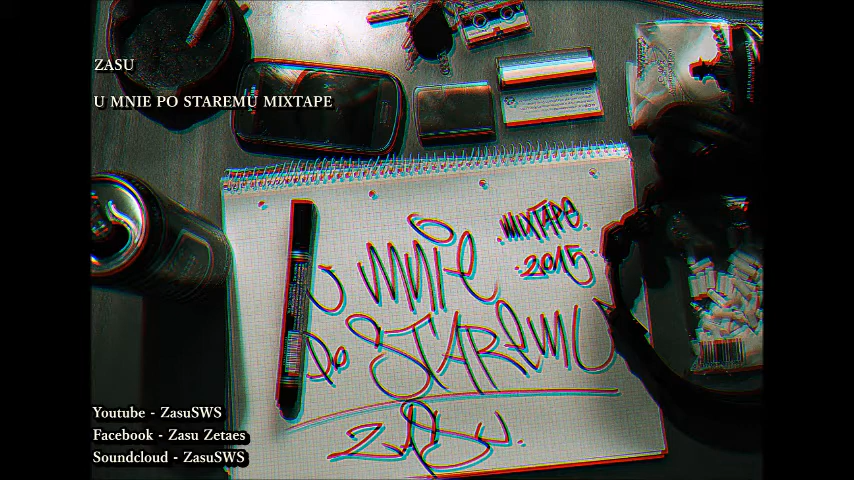 ZASU
U MNIE PO STAREMU MIXTAPE
U mnie
MIXTAPE
2015
Po STAReMU
ZASU.
Youtube - ZasuSWS
Facebook - Zasu Zetaes
Soundcloud - ZasuSWS